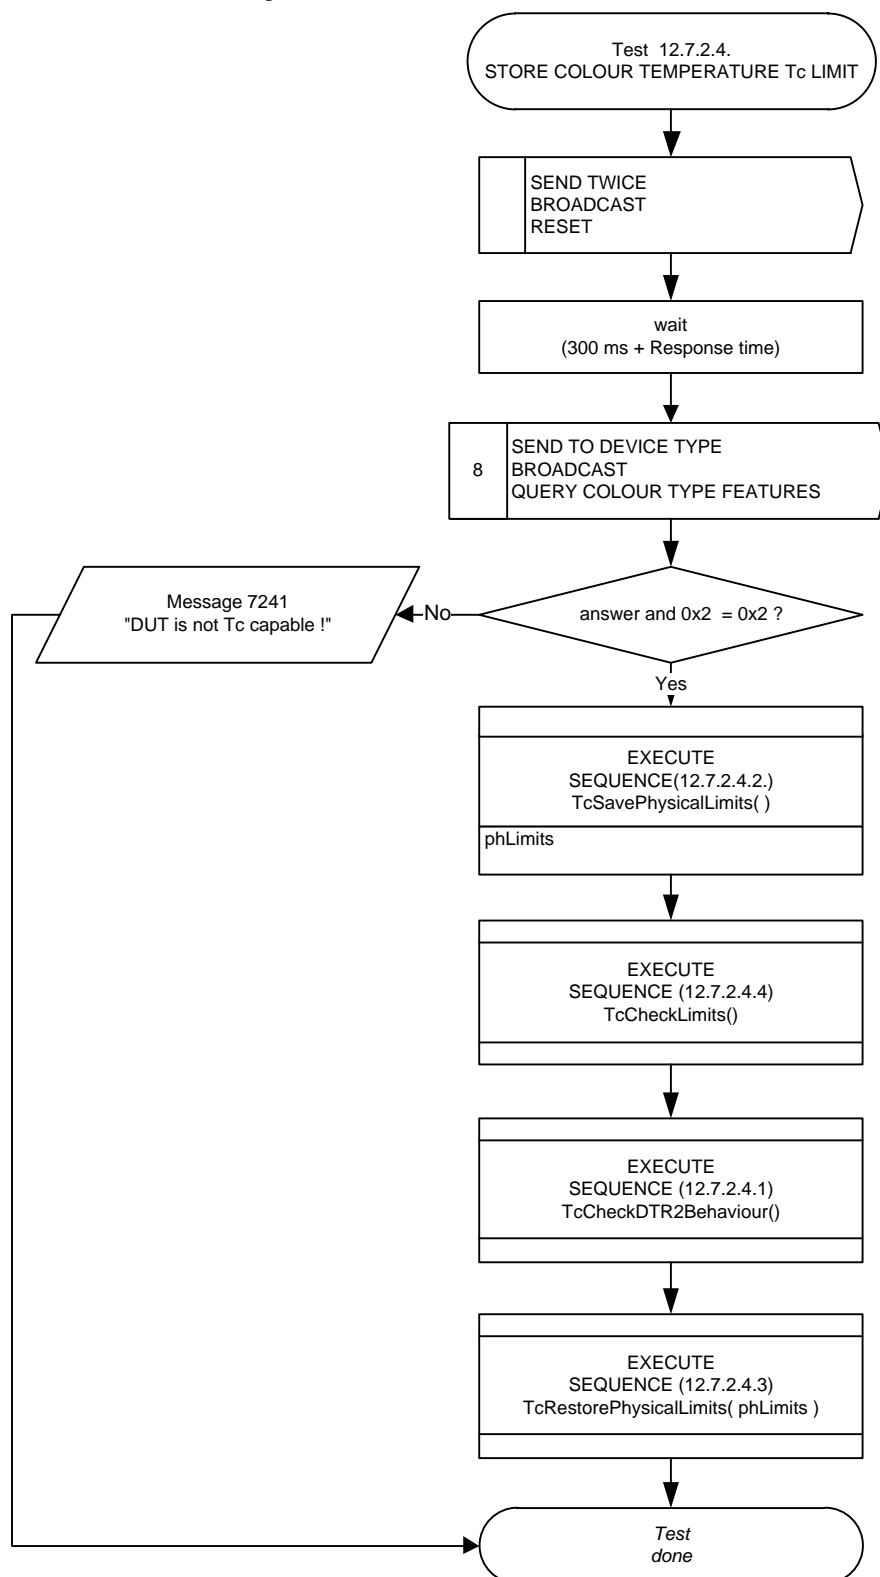 Test 12.7.2.4.
STORE COLOUR TEMPERATURE Tc LIMIT
SEND TWICE
BROADCAST
RESET
wait
(300 ms + Response time)
8
SEND TO DEVICE TYPE
BROADCAST
QUERY COLOUR TYPE FEATURES
answer and 0x2 = 0x2 ?
No
Message 7241
"DUT is not Tc capable !"
Yes
EXECUTE
SEQUENCE(12.7.2.4.2.)
TcSavePhysicalLimits( )
phLimits
EXECUTE
SEQUENCE (12.7.2.4.4)
TcCheckLimits()
EXECUTE
SEQUENCE (12.7.2.4.1)
TcCheckDTR2Behaviour()
EXECUTE
SEQUENCE (12.7.2.4.3)
TcRestorePhysicalLimits( phLimits )
Test
done